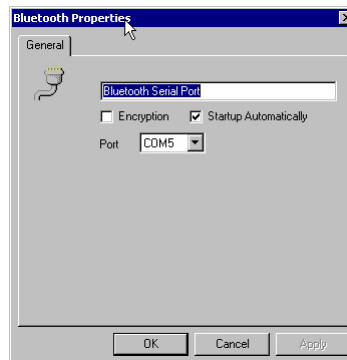 Bluetooth Properties
General
Bluetooth Serial Port
Encryption Startup Automatically
Port COM5
OK Cancel Apply